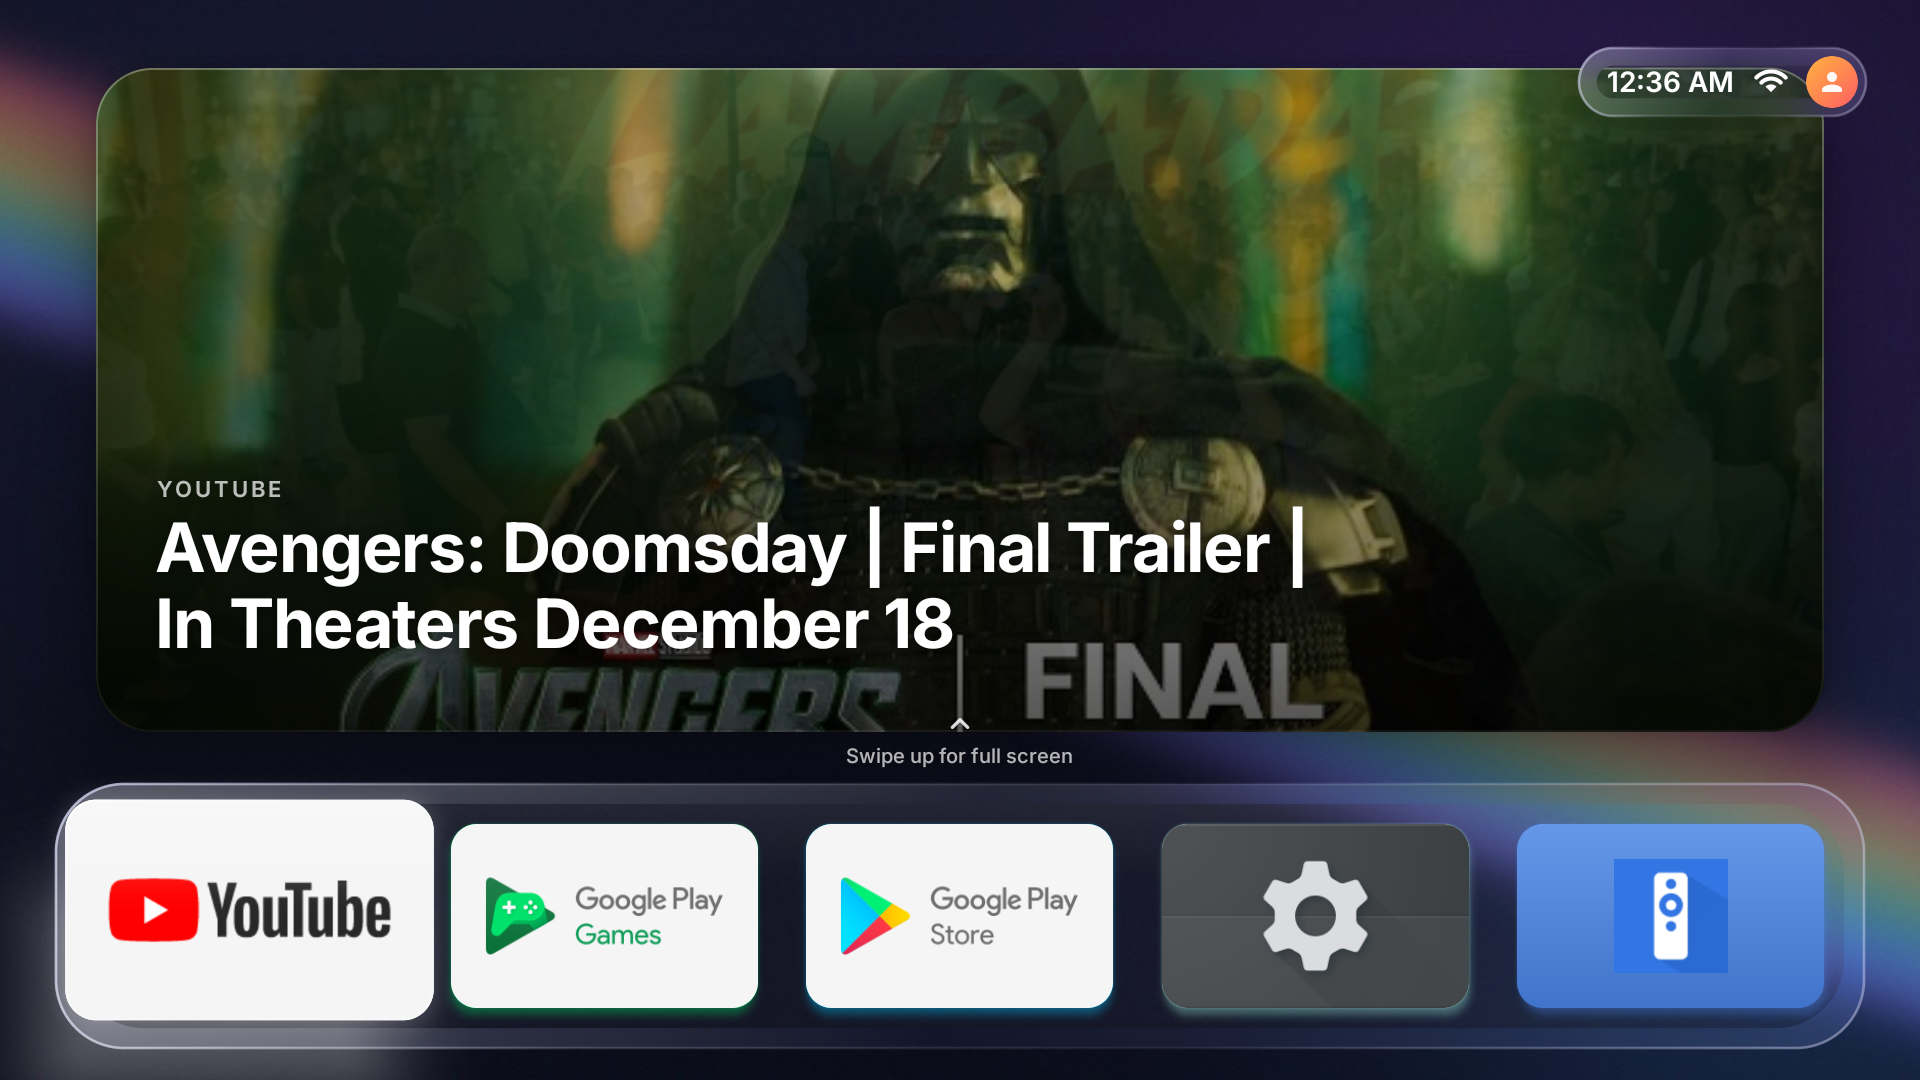 12:36 AM
YOUTUBE
Avengers: Doomsday | Final Trailer |
In Theaters December 18
AVENGERS | FINAL
Swipe up for full screen
YouTube
Google Play
Games
Google Play
Store